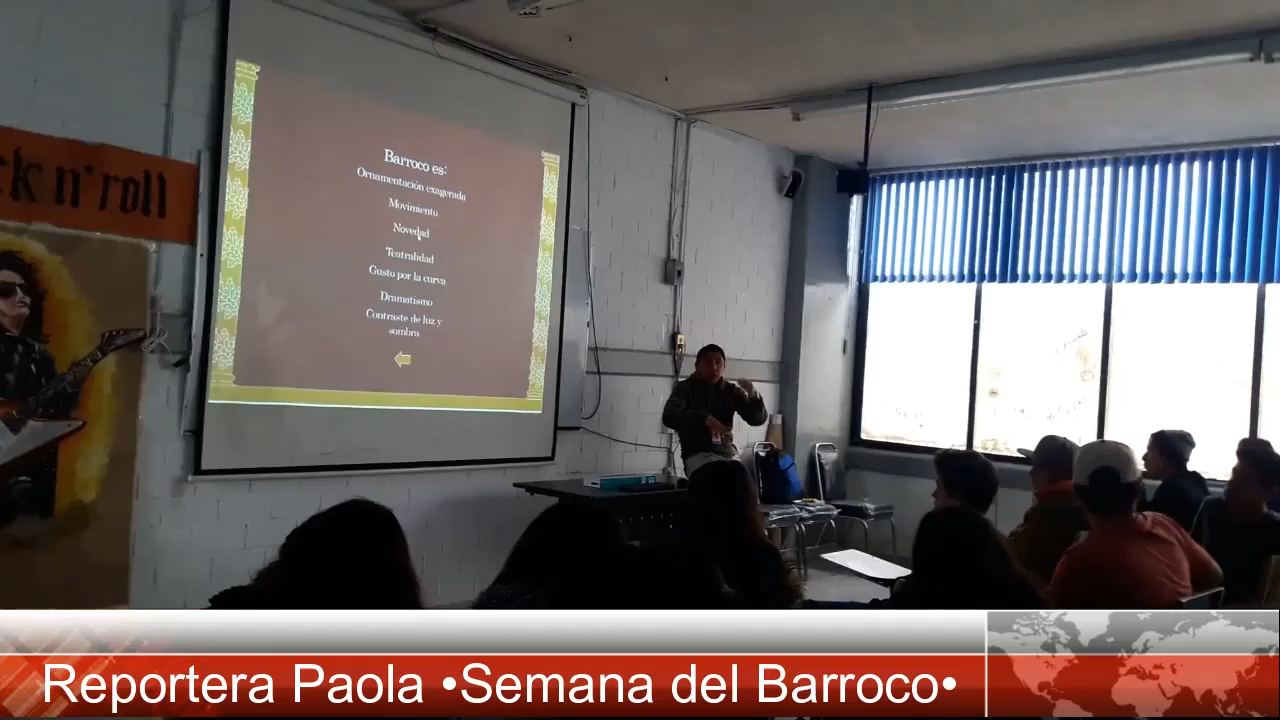 ck n' roll
Barroco es:
Ornamentación exagerada
Movimiento
Novedad
Teatralidad
Gusto por la curva
Dramatismo
Contraste de luz y
sombra
Reportera Paola •Semana del Barroco•